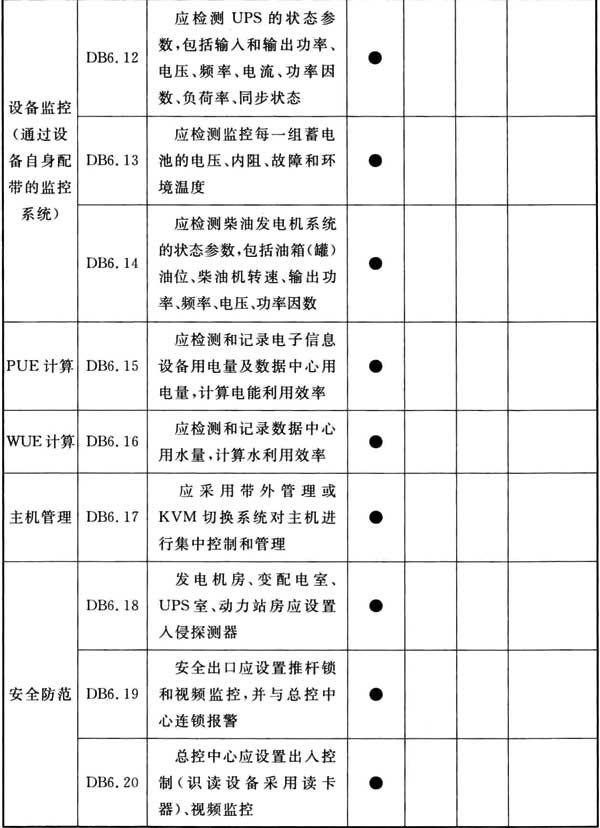 设备监控
(通过设
备自身配
带的监控
系统)
DB6.12
应检测 UPS 的状态参
数,包括输入和输出功率、
电压、频率、电流、功率因
数、负荷率、同步状态
●
DB6.13
应检测监控每一组蓄电
池的电压、内阻、故障和环
境温度
●
DB6.14
应检测柴油发电机系统
的状态参数,包括油箱(罐)
油位、柴油机转速、输出功
率、频率、电压、功率因数
●
PUE 计算
DB6.15
应检测和记录电子信息
设备用电量及数据中心用
电量,计算电能利用效率
●
WUE 计算
DB6.16
应检测和记录数据中心
用水量,计算水利用效率
●
主机管理
DB6.17
应采用带外管理或
KVM 切换系统对主机进
行集中控制和管理
●
安全防范
DB6.18
发电机房、变配电室、
UPS 室、动力站房应设置
入侵探测器
●
DB6.19
安全出口应设置推杆锁
和视频监控,并与总控中
心连锁报警
●
DB6.20
总控中心应设置出入控
制(识读设备采用读卡
器)、视频监控
●